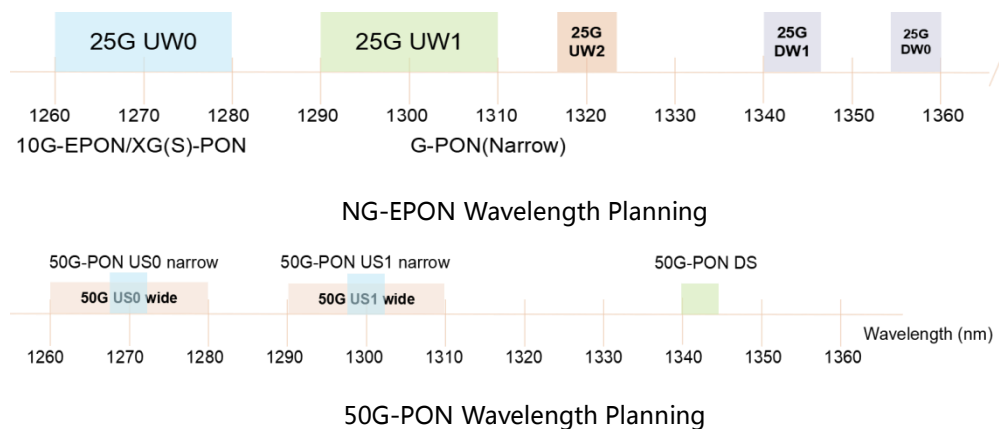 25G UW0
25G UW1
25G
UW2
25G
DW1
25G
DW0
1260 1270 1280 1290 1300 1310 1320 1330 1340 1350 1360
10G-EPON/XG(S)-PON
G-PON(Narrow)
NG-EPON Wavelength Planning
50G-PON US0 narrow
50G-PON US1 narrow
50G-PON DS
50G US0 wide
50G US1 wide
Wavelength (nm)
1260 1270 1280 1290 1300 1310 1320 1330 1340 1350 1360
50G-PON Wavelength Planning